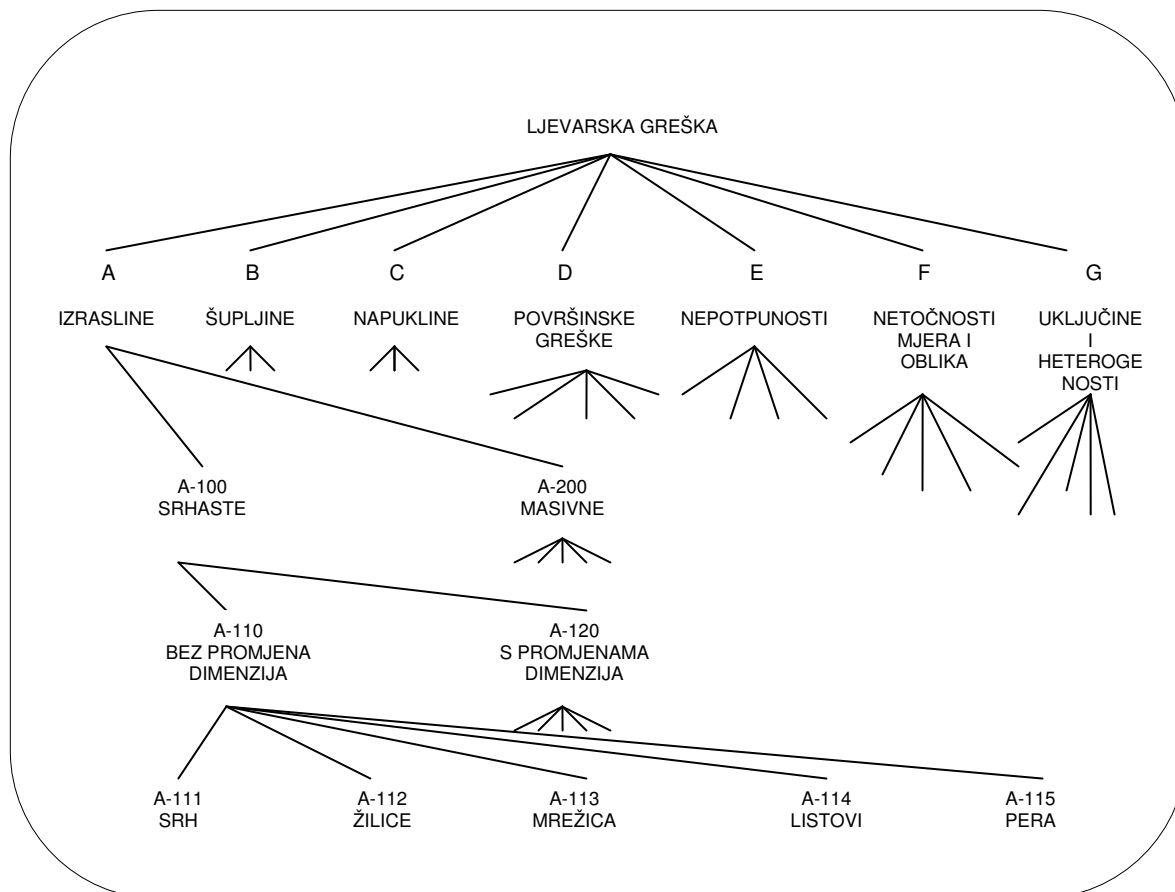 LJEVARSKA GREŠKA
A
B
C
D
E
F
G
IZRASLINE
ŠUPLJINE
NAPUKLINE
POVRŠINSKE
GREŠKE
NEPOTPUNOSTI
NETOČNOSTI
MJERA I
OBLIKA
UKLJUČINE
I
HETEROGE
NOSTI
A-100
SRHASTE
A-200
MASIVNE
A-110
BEZ PROMJENA
DIMENZIJA
A-120
S PROMJENAMA
DIMENZIJA
A-111
SRH
A-112
ŽILICE
A-113
MREŽICA
A-114
LISTOVI
A-115
PERA